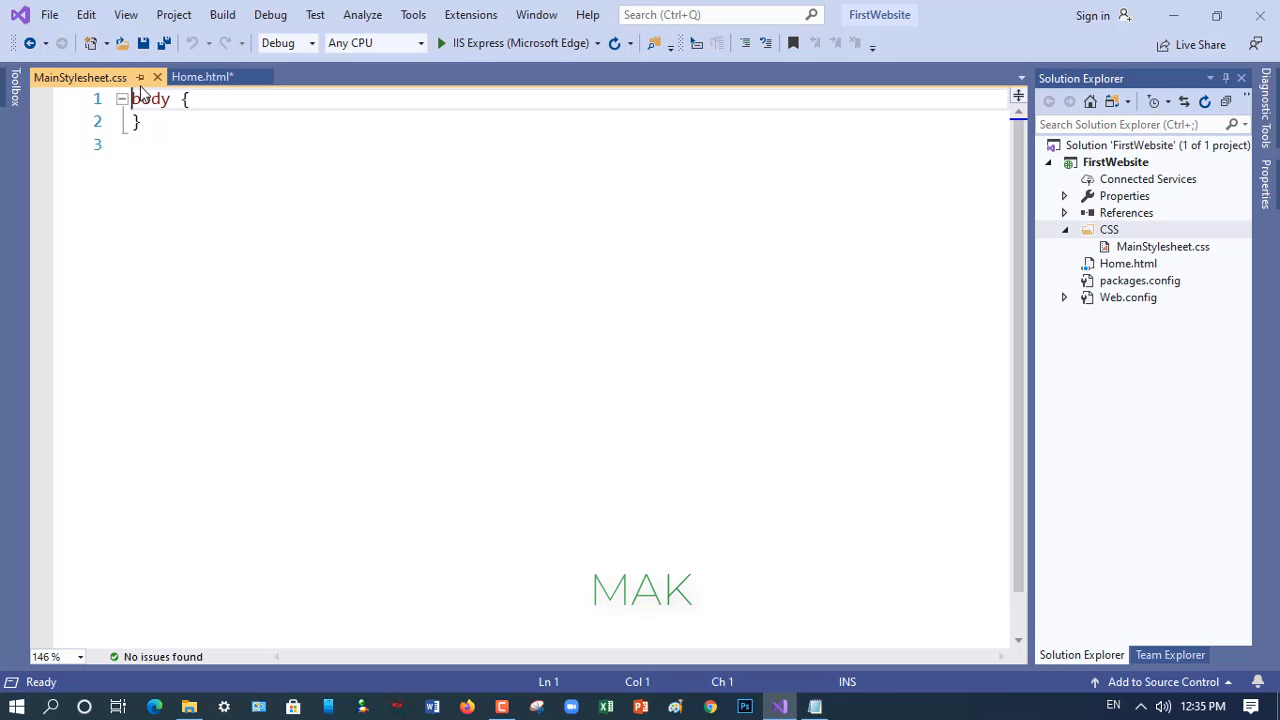 File Edit View Project Build Debug Test Analyze Tools Extensions Window Help Search (Ctrl+Q) FirstWebsite Sign in
Debug Any CPU IIS Express (Microsoft Edge) Live Share
Toolbox
MainStylesheet.css Home.html*
1 body {
2 }
3
MAK
146 % No issues found
Solution Explorer
Search Solution Explorer (Ctrl+;)
Solution 'FirstWebsite' (1 of 1 project)
FirstWebsite
Connected Services
Properties
References
CSS
MainStylesheet.css
Home.html
packages.config
Web.config
Solution Explorer Team Explorer
Diagnostic Tools
Properties
Ready Ln 1 Col 1 Ch 1 INS Add to Source Control
EN 12:35 PM